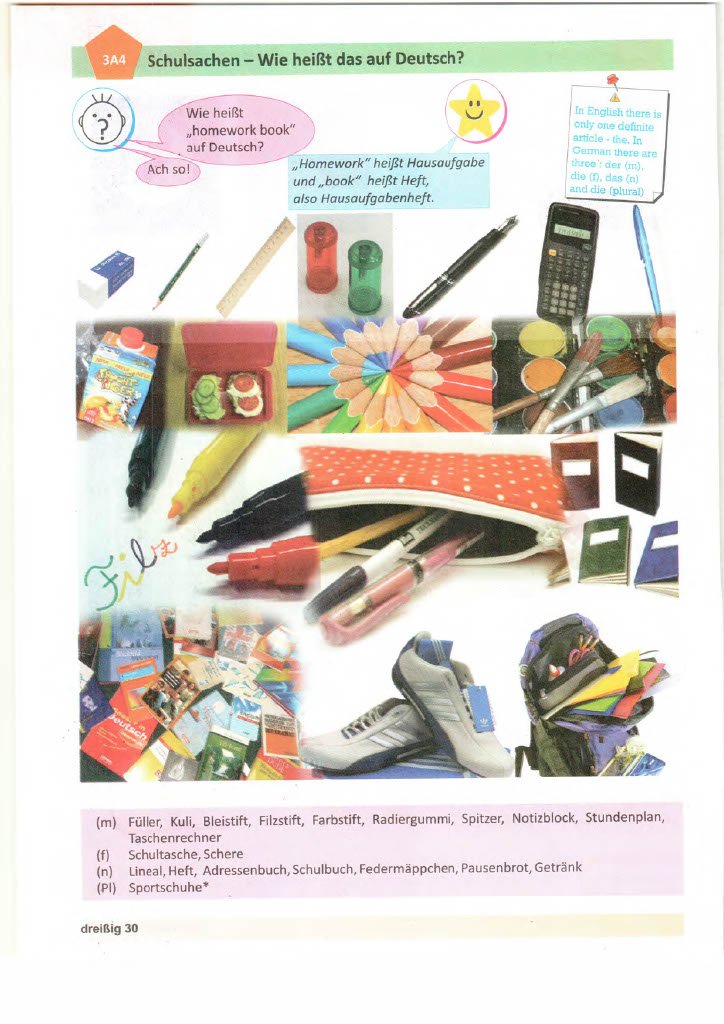 3A4
Schulsachen – Wie heißt das auf Deutsch?
Wie heißt
„homework book“
auf Deutsch?
Ach so!
„Homework” heißt Hausaufgabe
und „book” heißt Heft,
also Hausaufgabenheft.
In English there is
only one definite
article - the. In
German there are
three : der (m),
die (f), das (n)
and die (plural)
Filz
Deutsch
(m) Füller, Kuli, Bleistift, Filzstift, Farbstift, Radiergummi, Spitzer, Notizblock, Stundenplan,
Taschenrechner
(f) Schultasche, Schere
(n) Lineal, Heft, Adressenbuch, Schulbuch, Federmäppchen, Pausenbrot, Getränk
(Pl) Sportschuhe*
dreißig 30